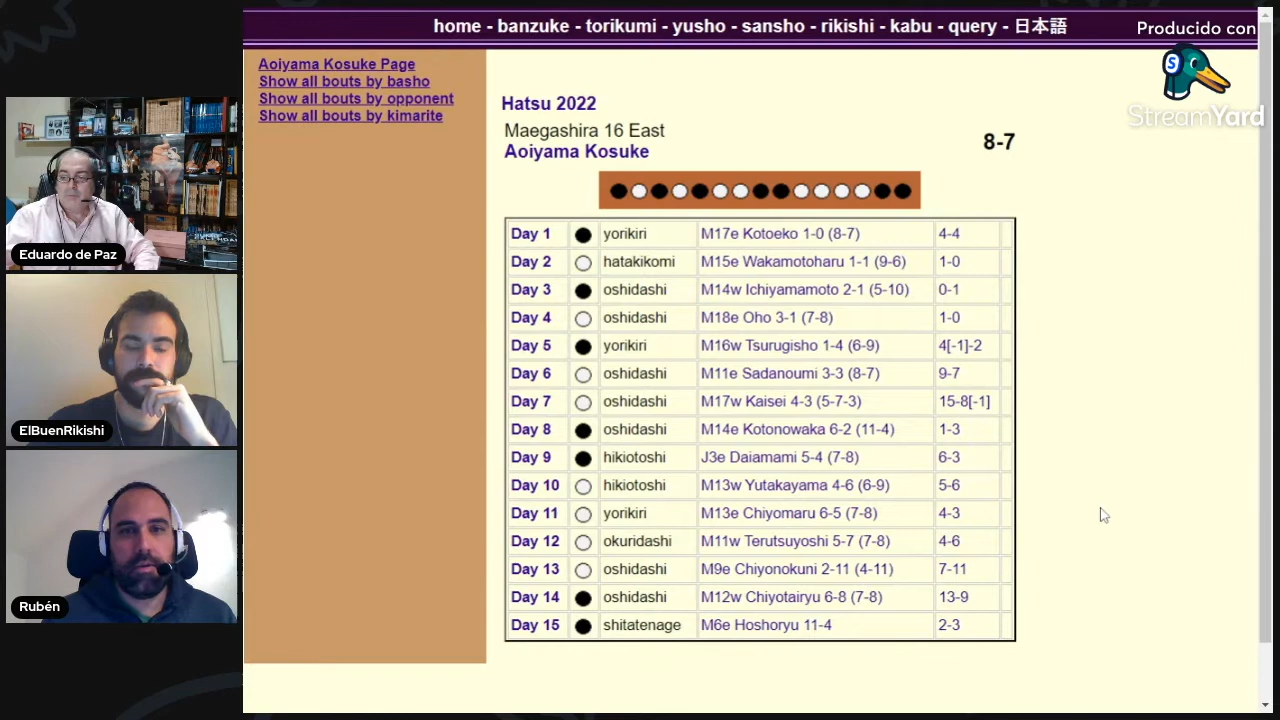 home - banzuke - torikumi - yusho - sansho - rikishi - kabu - query - 日本語
Producido con
S
StreamYard
Aoiyama Kosuke Page
Show all bouts by basho
Show all bouts by opponent
Show all bouts by kimarite
Hatsu 2022
Maegashira 16 East
Aoiyama Kosuke
8-7
Day 1 yorikiri M17e Kotoeko 1-0 (8-7) 4-4
Day 2 hatakikomi M15e Wakamotoharu 1-1 (9-6) 1-0
Day 3 oshidashi M14w Ichiyamamoto 2-1 (5-10) 0-1
Day 4 oshidashi M18e Oho 3-1 (7-8) 1-0
Day 5 yorikiri M16w Tsurugisho 1-4 (6-9) 4[-1]-2
Day 6 oshidashi M11e Sadanoumi 3-3 (8-7) 9-7
Day 7 oshidashi M17w Kaisei 4-3 (5-7-3) 15-8[-1]
Day 8 oshidashi M14e Kotonowaka 6-2 (11-4) 1-3
Day 9 hikiotoshi J3e Daiamami 5-4 (7-8) 6-3
Day 10 hikiotoshi M13w Yutakayama 4-6 (6-9) 5-6
Day 11 yorikiri M13e Chiyomaru 6-5 (7-8) 4-3
Day 12 okuridashi M11w Terutsuyoshi 5-7 (7-8) 4-6
Day 13 oshidashi M9e Chiyonokuni 2-11 (4-11) 7-11
Day 14 oshidashi M12w Chiyotairyu 6-8 (7-8) 13-9
Day 15 shitatenage M6e Hoshoryu 11-4 2-3
Eduardo de Paz
ElBuenRikishi
Rubén